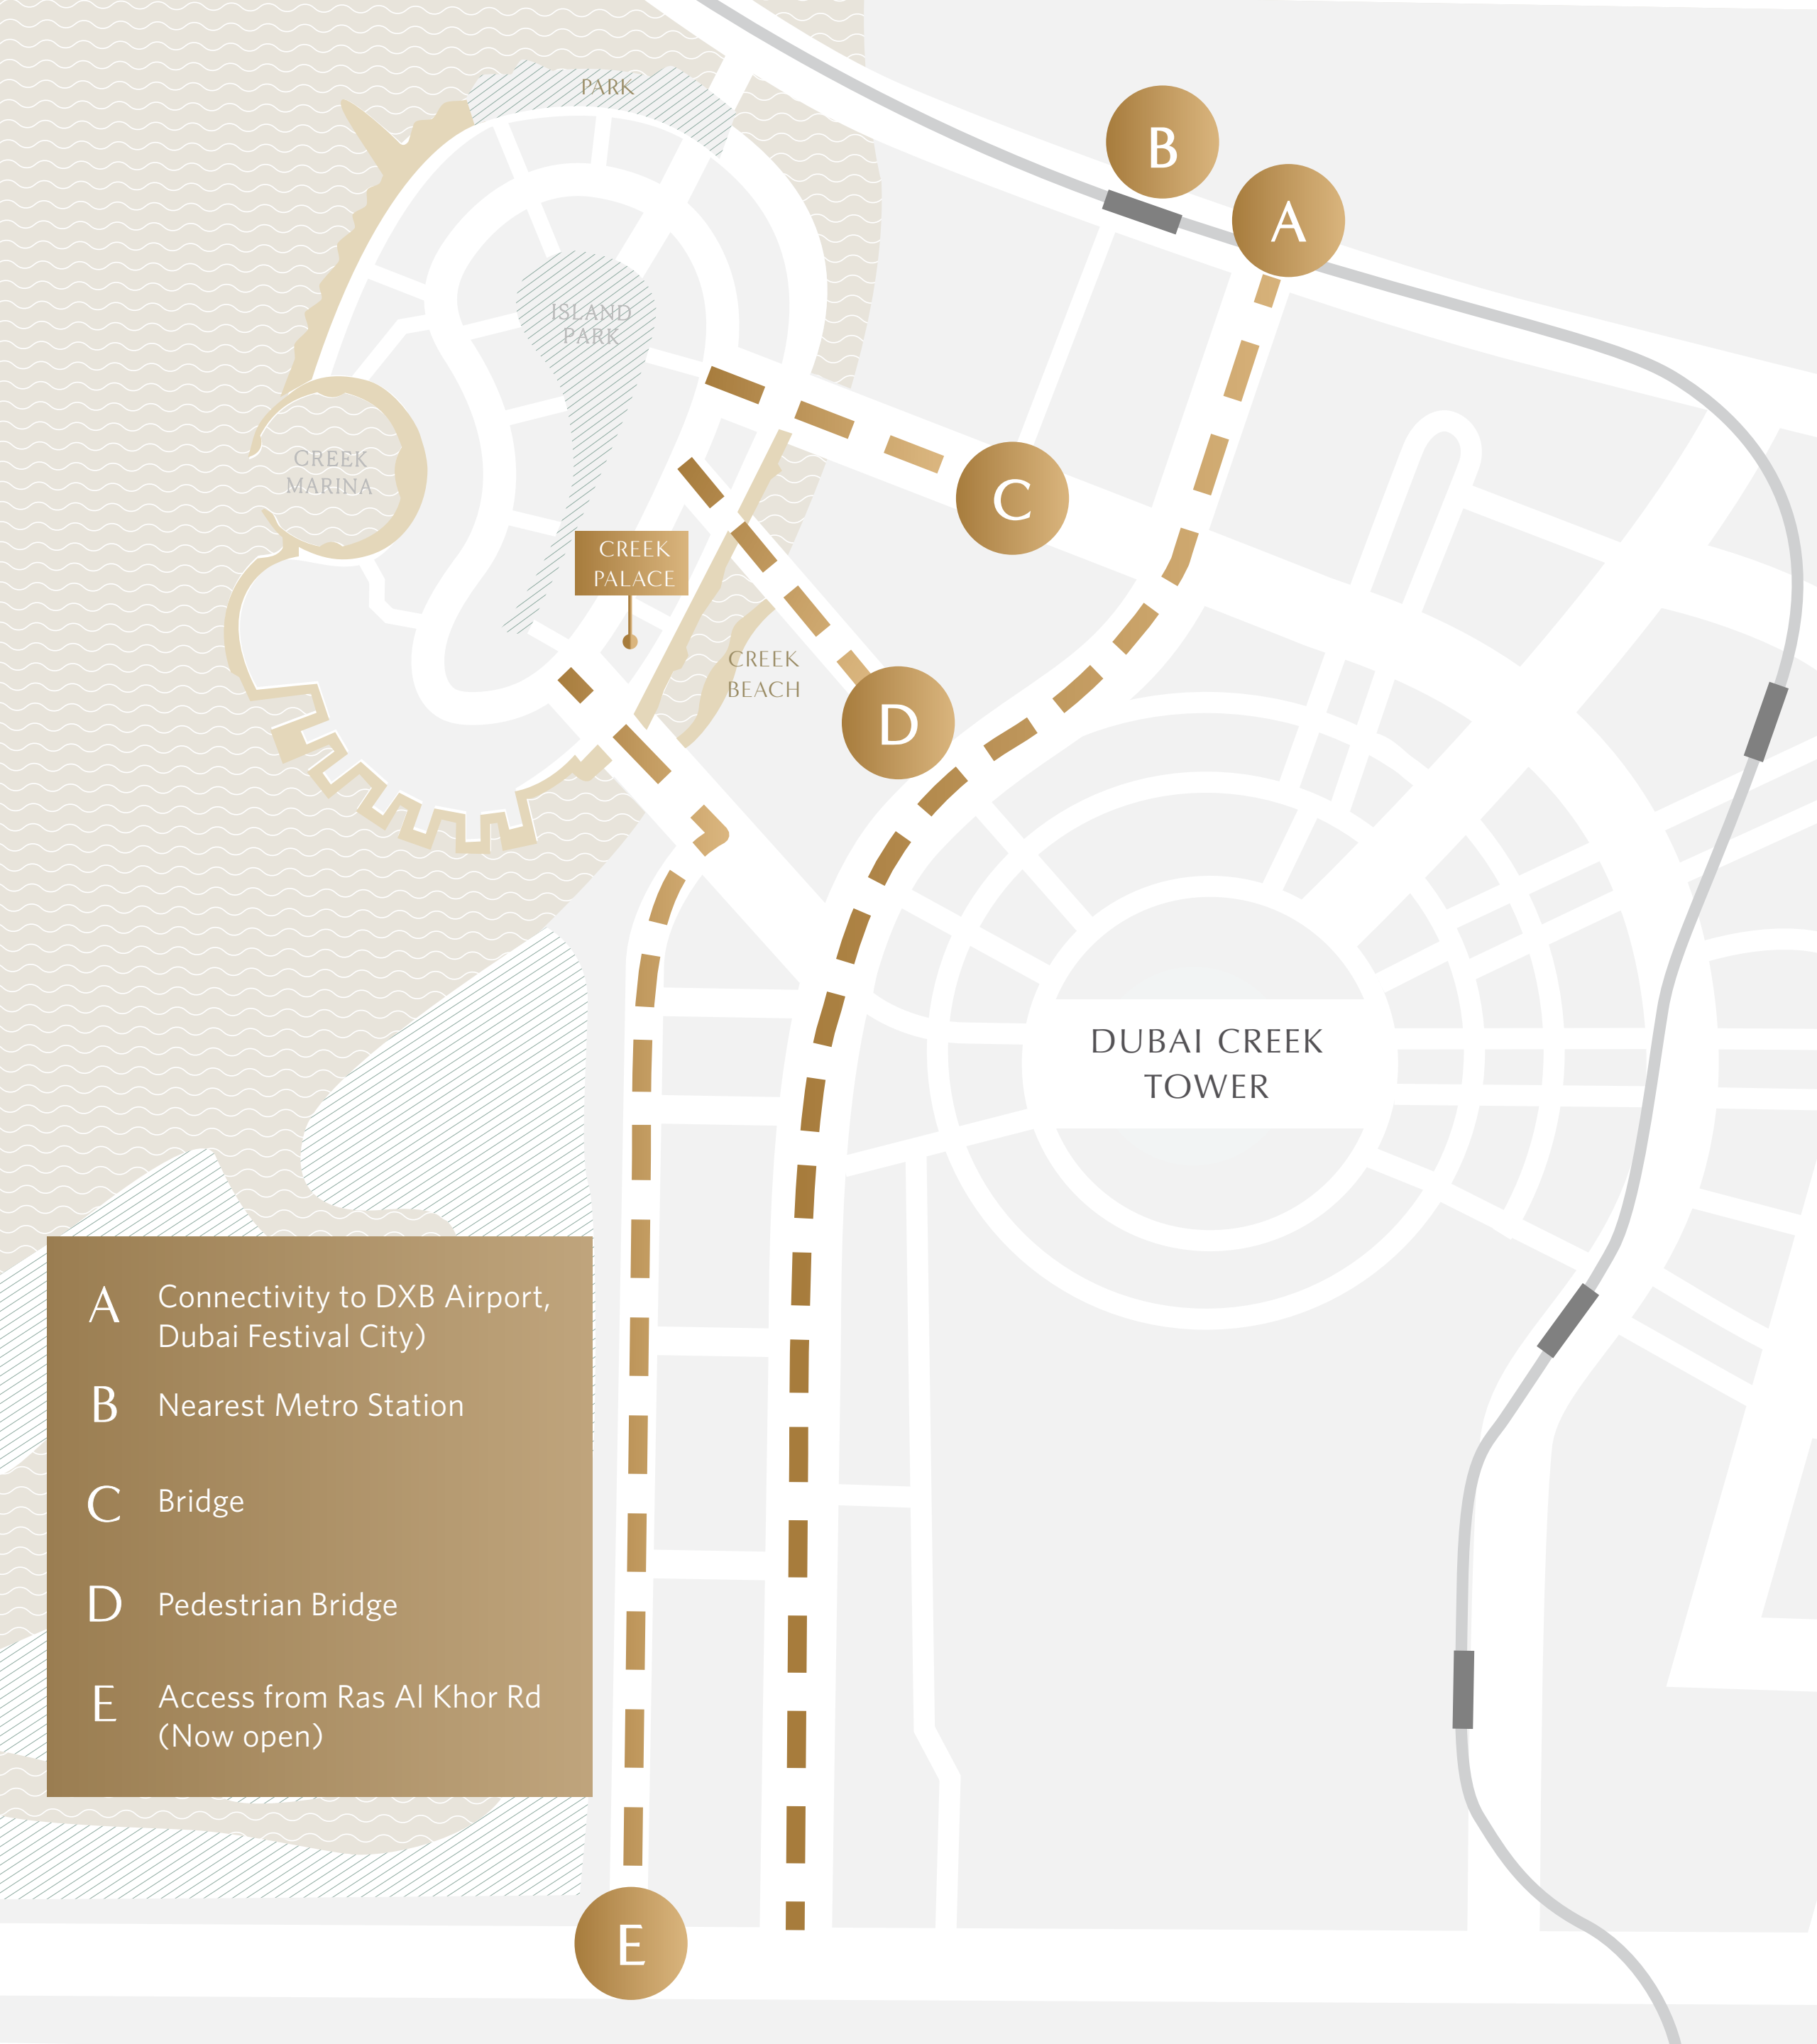 PARK
B
A
ISLAND
PARK
CREEK
MARINA
C
CREEK
PALACE
CREEK
BEACH
D
DUBAI CREEK
TOWER
A Connectivity to DXB Airport,
Dubai Festival City)
B Nearest Metro Station
C Bridge
D Pedestrian Bridge
E Access from Ras Al Khor Rd
(Now open)
E